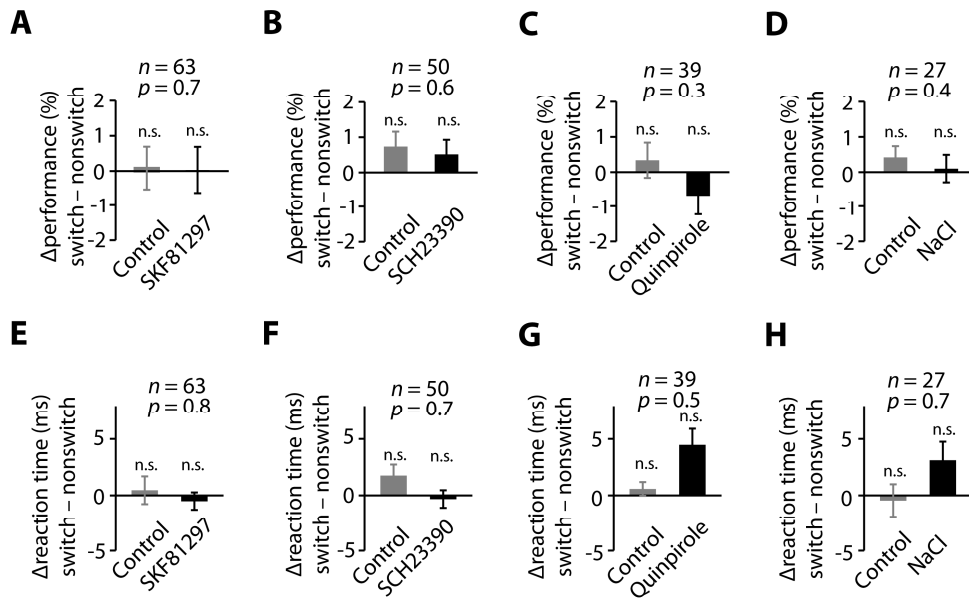 A
n = 63
p = 0.7
Δperformance (%)
switch – nonswitch
2
1
0
-1
-2
n.s.
n.s.
Control
SKF81297
B
n = 50
p = 0.6
Δperformance (%)
switch – nonswitch
2
1
0
-1
-2
n.s.
n.s.
Control
SCH23390
C
n = 39
p = 0.3
Δperformance (%)
switch – nonswitch
2
1
0
-1
-2
n.s.
n.s.
Control
Quinpirole
D
n = 27
p = 0.4
Δperformance (%)
switch – nonswitch
2
1
0
-1
-2
n.s.
n.s.
Control
NaCl
E
n = 63
p = 0.8
Δreaction time (ms)
switch – nonswitch
5
0
-5
n.s.
n.s.
Control
SKF81297
F
n = 50
p – 0.7
Δreaction time (ms)
switch – nonswitch
5
0
-5
n.s.
n.s.
Control
SCH23390
G
n = 39
p = 0.5
Δreaction time (ms)
switch – nonswitch
5
0
-5
n.s.
n.s.
Control
Quinpirole
H
n = 27
p = 0.7
Δreaction time (ms)
switch – nonswitch
5
0
-5
n.s.
n.s.
Control
NaCl